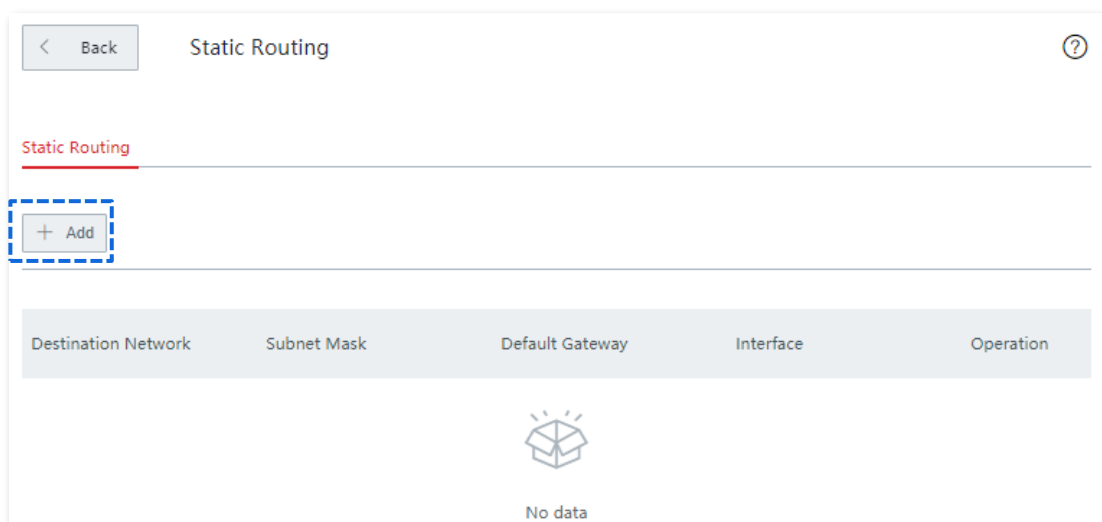 Back
Static Routing
Static Routing
Add
Destination Network Subnet Mask Default Gateway Interface Operation
No data